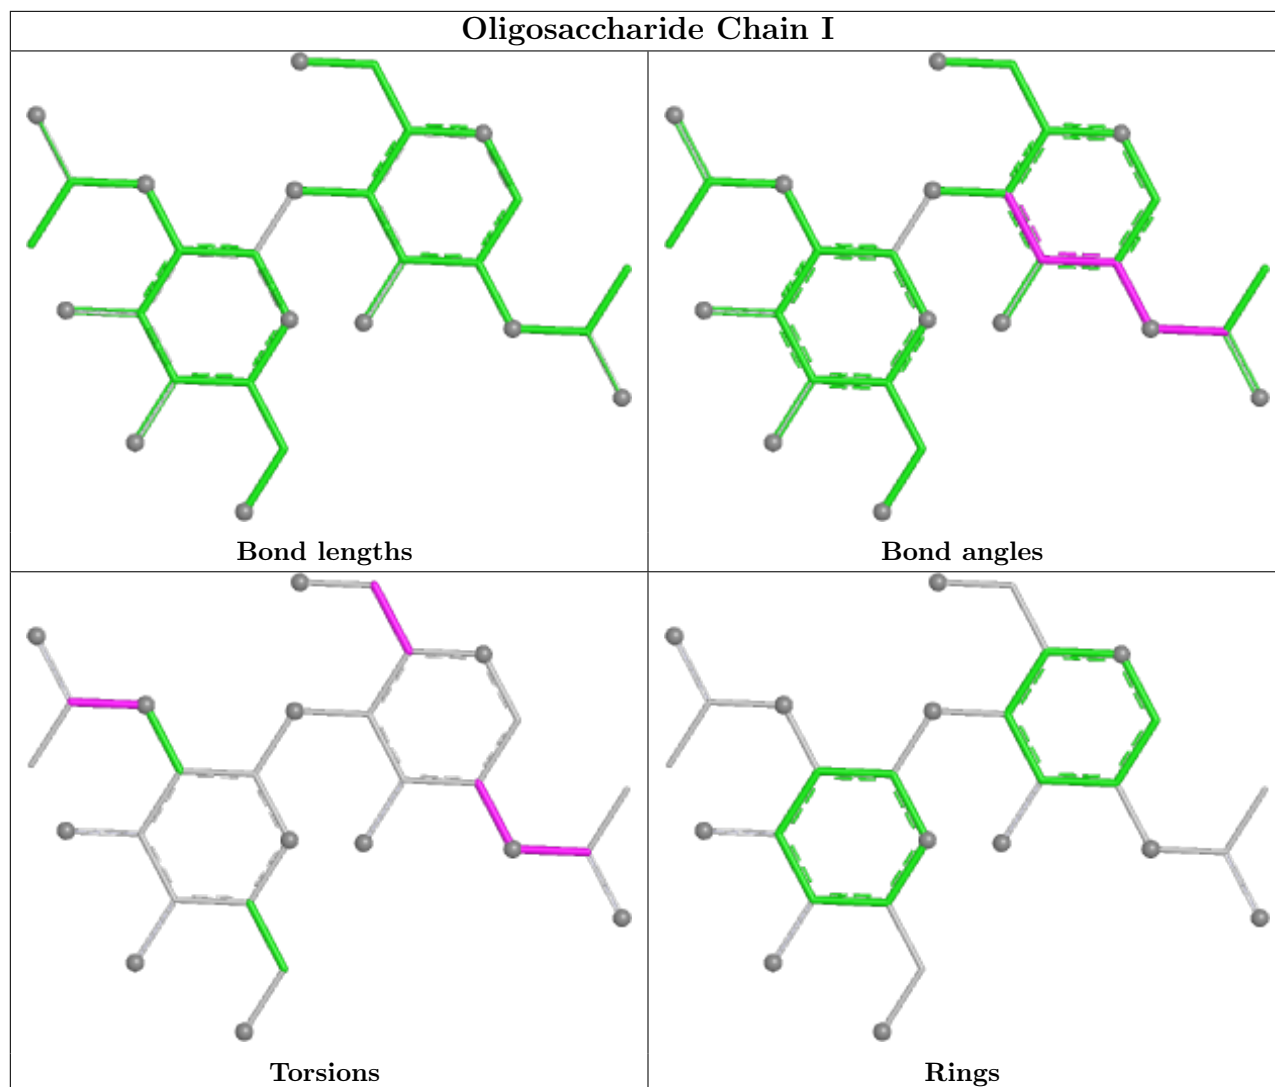 Oligosaccharide Chain I
Bond lengths
Bond angles
Torsions
Rings